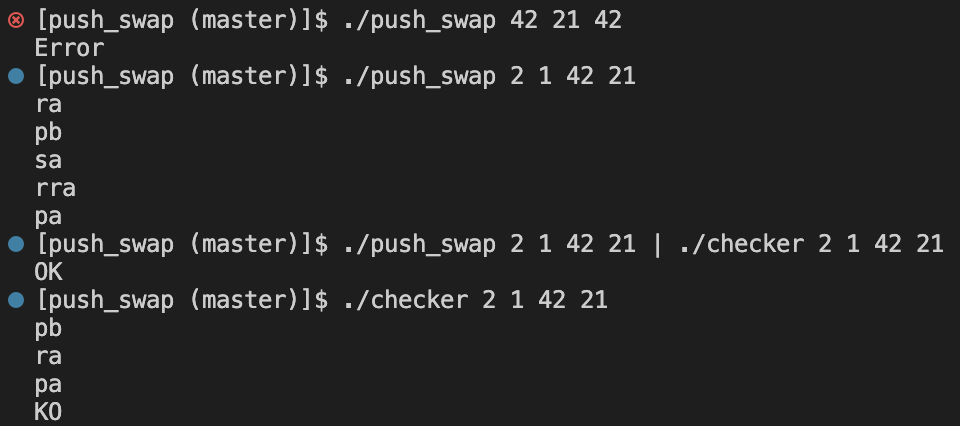 [push_swap (master)]$ ./push_swap 42 21 42
Error
[push_swap (master)]$ ./push_swap 2 1 42 21
ra
pb
sa
rra
pa
[push_swap (master)]$ ./push_swap 2 1 42 21 | ./checker 2 1 42 21
OK
[push_swap (master)]$ ./checker 2 1 42 21
pb
ra
pa
KO